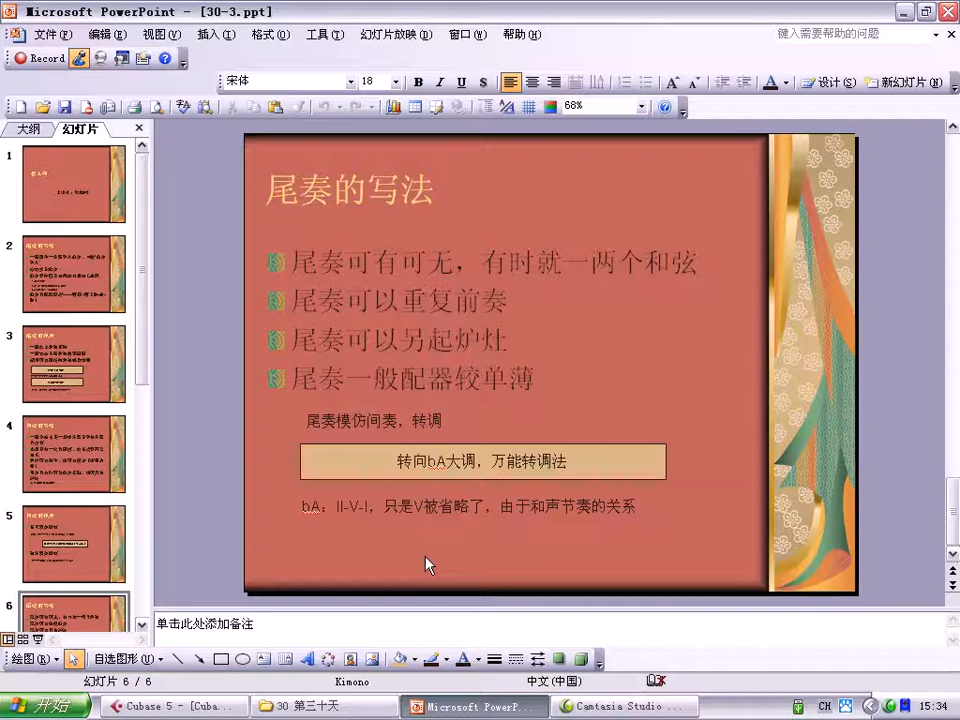 Microsoft PowerPoint - [30-3.ppt]
文件(F) 编辑(E) 视图(V) 插入(I) 格式(O) 工具(T) 幻灯片放映(D) 窗口(W) 帮助(H) 键入需要帮助的问题
Record
宋体 18 B I U S 设计(S) 新幻灯片(N)
68%
大纲 幻灯片
1
2
3
4
5
6
尾奏的写法
尾奏可有可无，有时就一两个和弦
尾奏可以重复前奏
尾奏可以另起炉灶
尾奏一般配器较单薄
尾奏模仿间奏，转调
转向bA大调，万能转调法
bA：II-V-I，只是V被省略了，由于和声节奏的关系
单击此处添加备注
绘图(R) 自选图形(U)
幻灯片 6 / 6 Kimono 中文(中国)
开始 Cubase 5 - [Cuba... 30 第三十天 Microsoft PowerP... Camtasia Studio ... CH 15:34